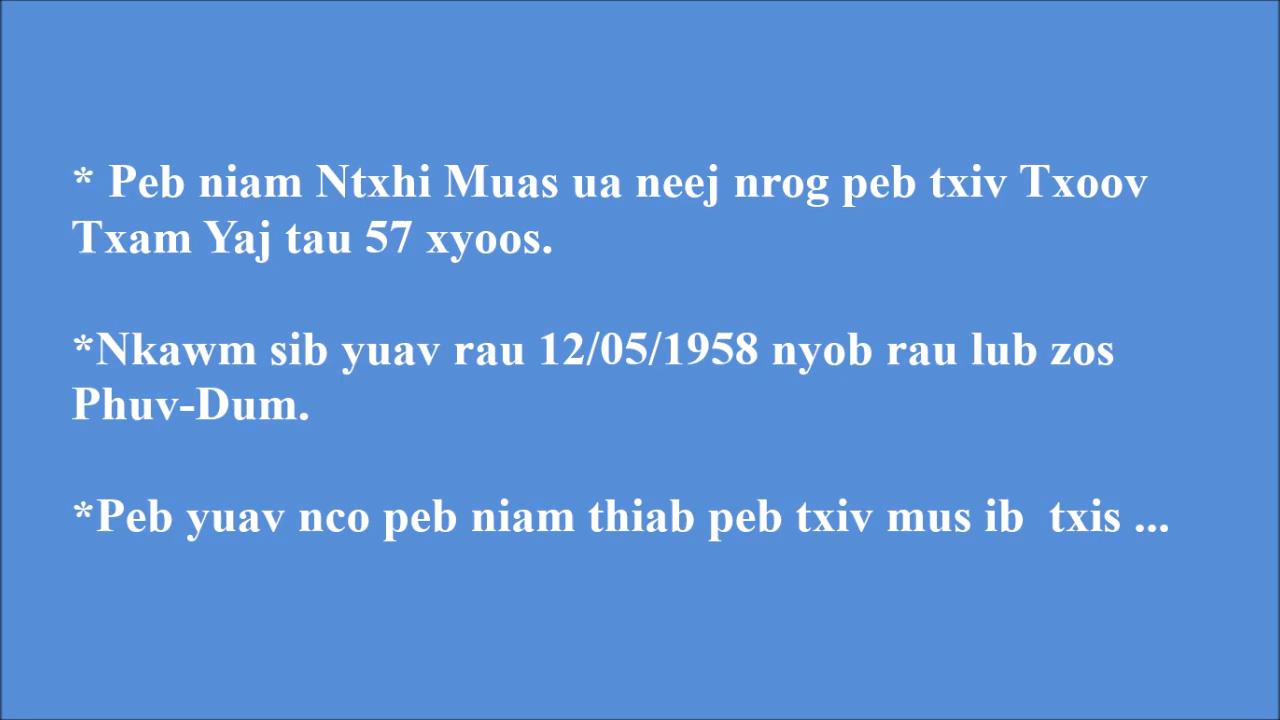 * Peb niam Ntxhi Muas ua neej nrog peb txiv Txoov
Txam Yaj tau 57 xyoos.
*Nkawm sib yuav rau 12/05/1958 nyob rau lub zos
Phuv-Dum.
*Peb yuav nco peb niam thiab peb txiv mus ib  txis ...